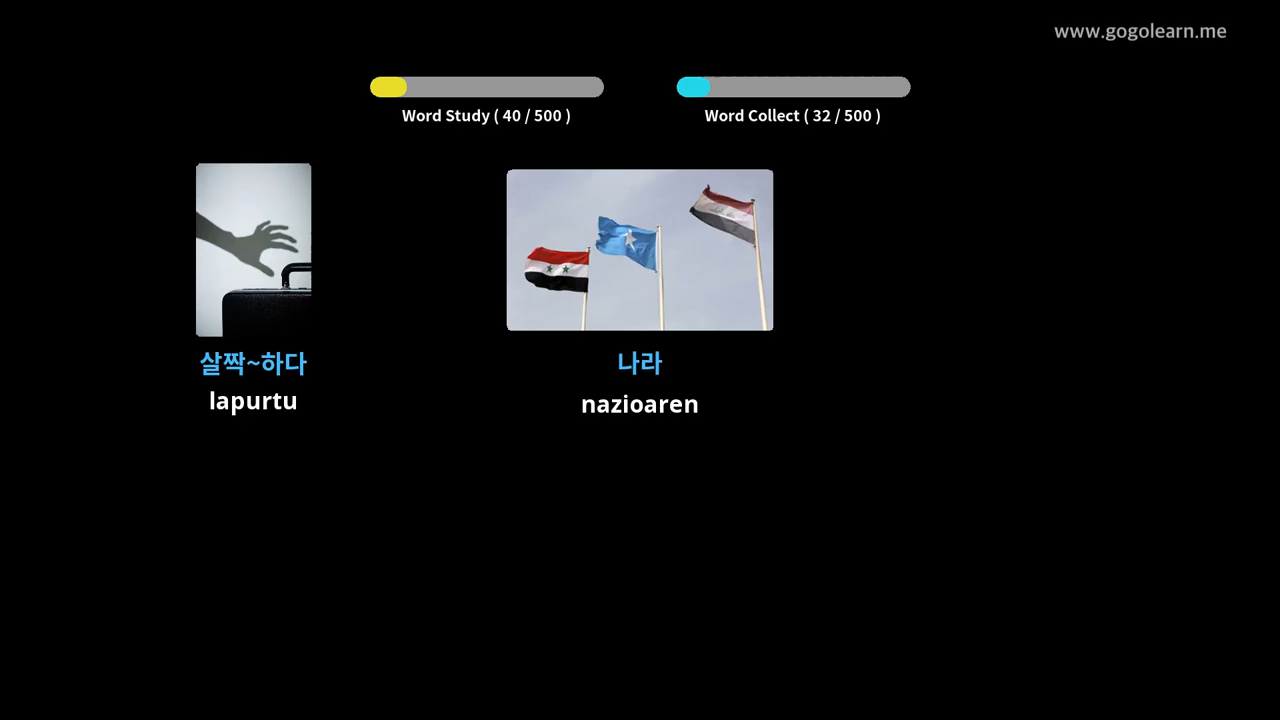 www.gogolearn.me
Word Study ( 40 / 500 )
Word Collect ( 32 / 500 )
살짝~하다
lapurtu
나라
nazioaren